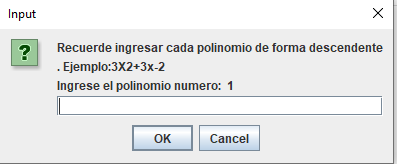 Input
Recuerde ingresar cada polinomio de forma descendente
. Ejemplo:3X2+3x-2
Ingrese el polinomio numero:  1
OK
Cancel